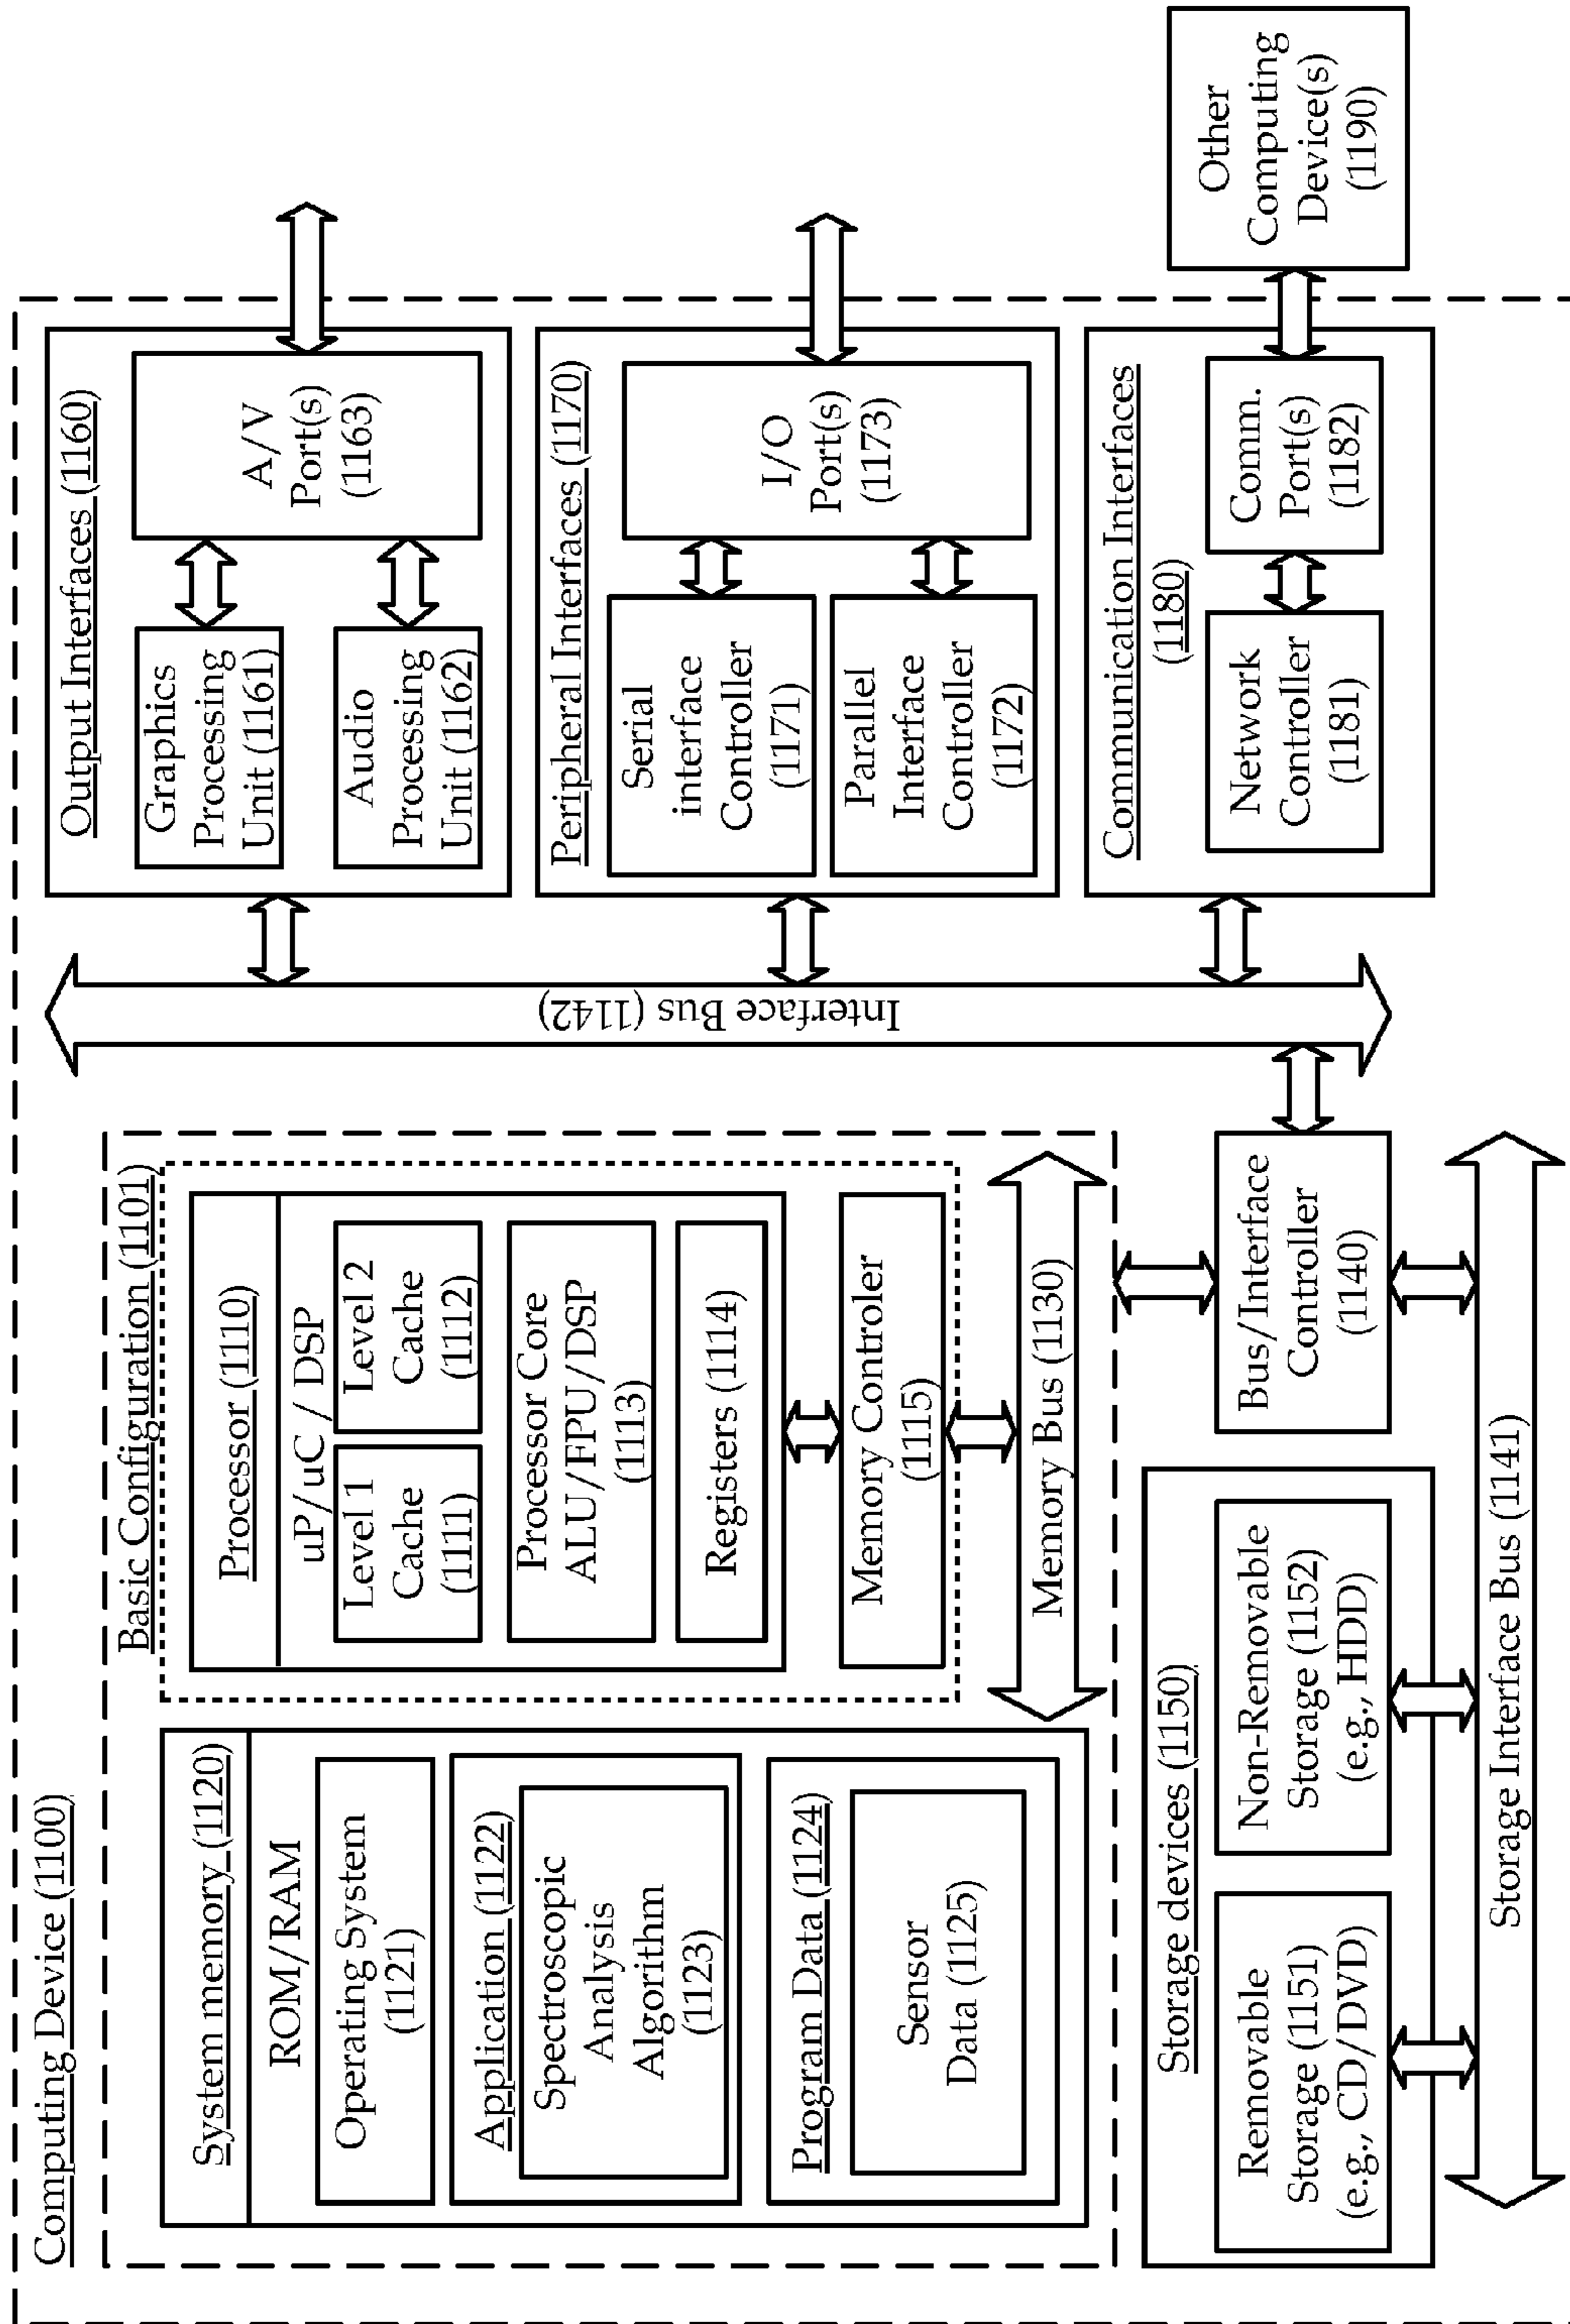 Computing Device (1100)
Basic Configuration (1101)
System memory (1120)
ROM/RAM
Operating System
(1121)
Application (1122)
Spectroscopic
Analysis
Algorithm
(1123)
Program Data (1124)
Sensor
Data (1125)
Processor (1110)
uP/uC / DSP
Level 1
Cache
(1111)
Level 2
Cache
(1112)
Processor Core
ALU/FPU/DSP
(1113)
Registers (1114)
Memory Controler
(1115)
Memory Bus (1130)
Storage devices (1150)
Removable
Storage (1151)
(e.g., CD/DVD)
Non-Removable
Storage (1152)
(e.g., HDD)
Bus/Interface
Controller
(1140)
Storage Interface Bus (1141)
Interface Bus (1142)
Output Interfaces (1160)
Graphics
Processing
Unit (1161)
Audio
Processing
Unit (1162)
A/V
Port(s)
(1163)
Peripheral Interfaces (1170)
Serial
interface
Controller
(1171)
Parallel
Interface
Controller
(1172)
I/O
Port(s)
(1173)
Communication Interfaces
(1180)
Network
Controller
(1181)
Comm.
Port(s)
(1182)
Other
Computing
Device(s)
(1190)